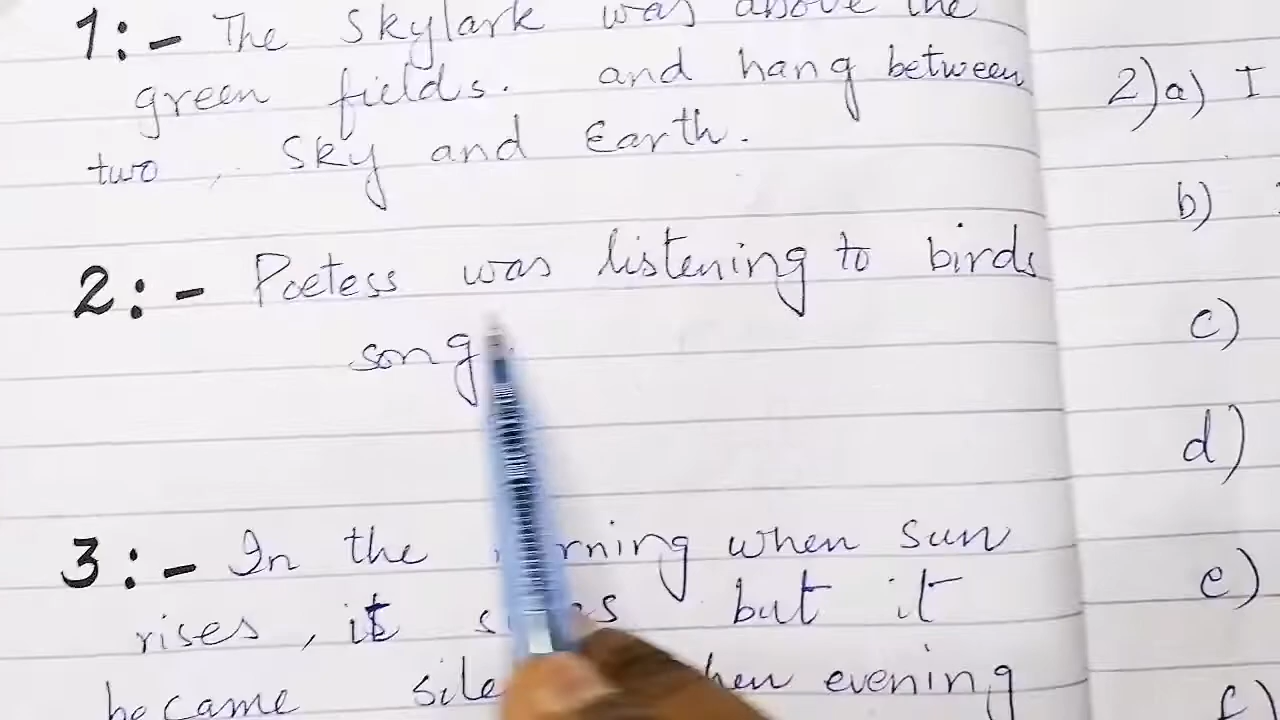 1:- The Skylark was above the
green fields. and hang between
two, Sky and Earth.
2:- Poetess was listening to birds
song.
3:- In the rning when sun
rises, it s s but it
became sile hen evening
2)a) I
b)
c)
d)
e)
f)